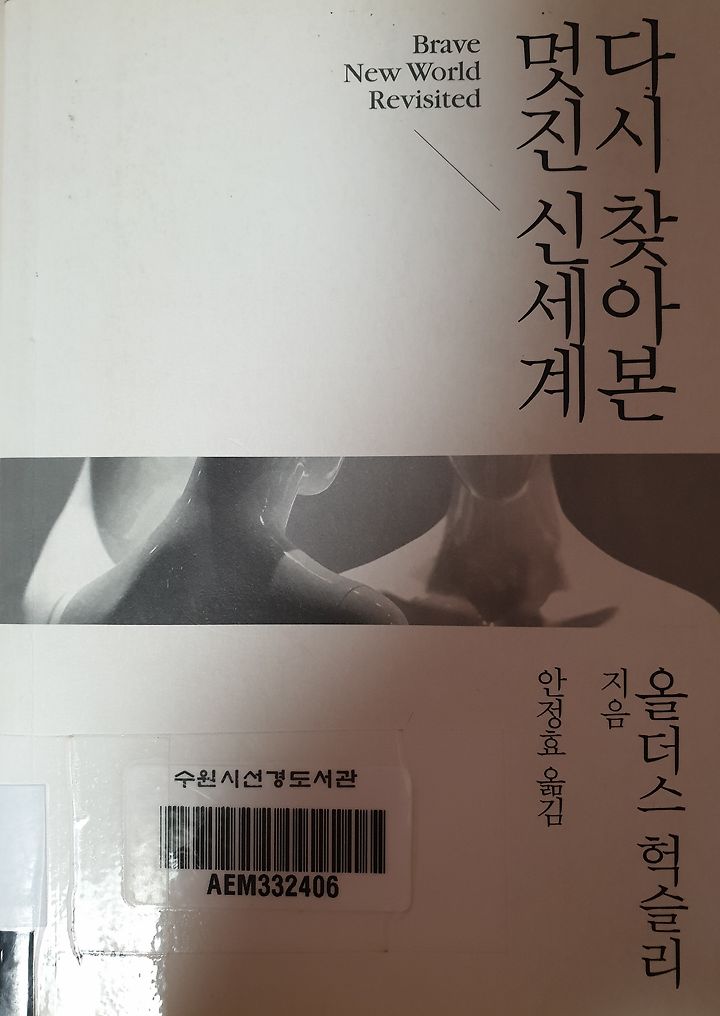 Brave
New World
Revisited
다시 찾아본
멋진 신세계
올더스 헉슬리
지음
안정효 옮김
수원시선경도서관
AEM332406